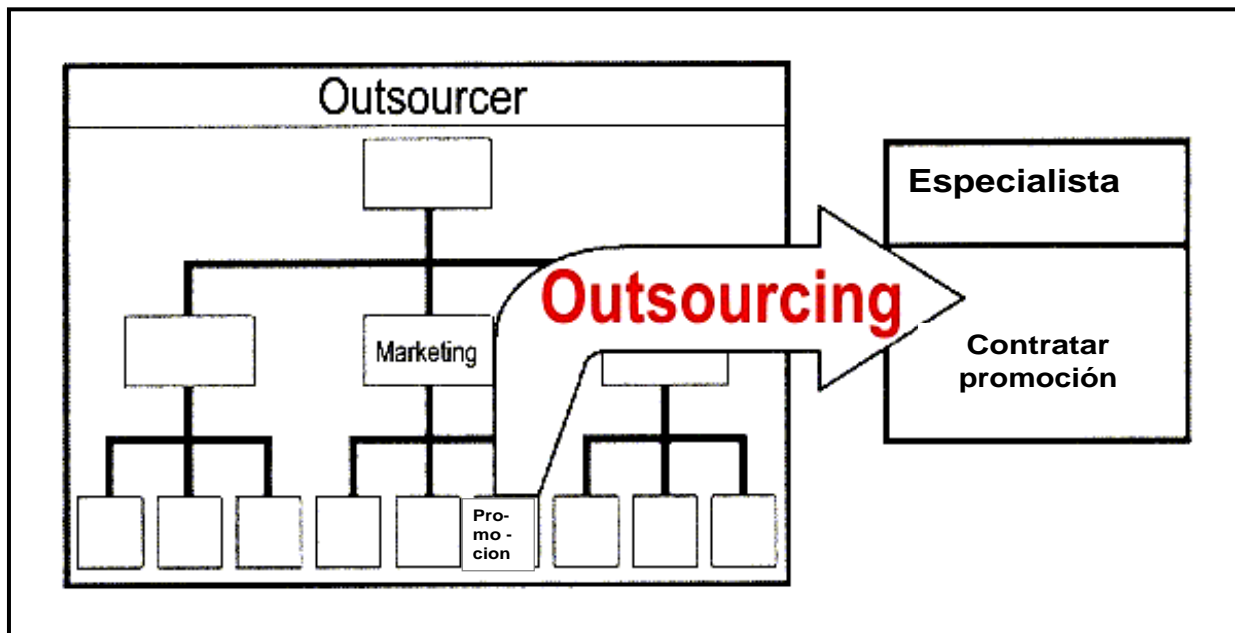 Outsourcer
Especialista
Outsourcing
Marketing
Contratar
promoción
Pro-
mo -
cion